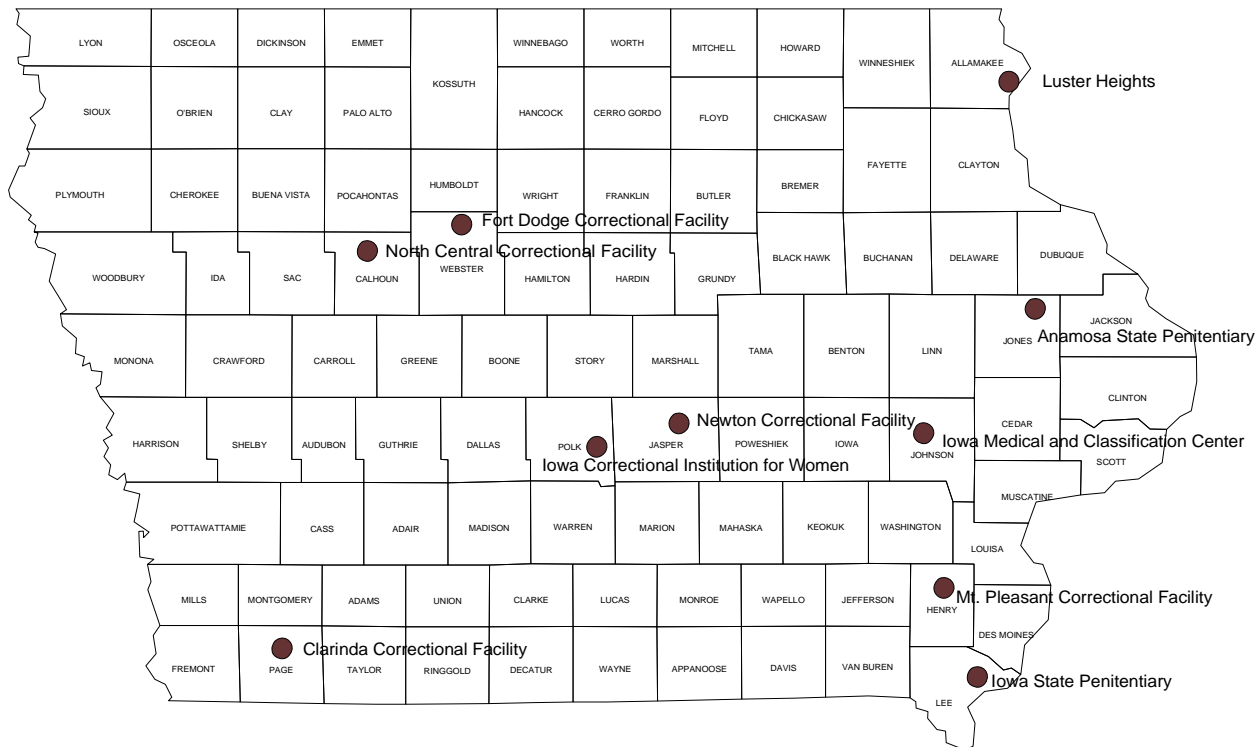 LYON
OSCEOLA
DICKINSON
EMMET
KOSSUTH
WINNEBAGO
WORTH
MITCHELL
HOWARD
WINNESHIEK
ALLAMAKEE
Luster Heights
SIOUX
O'BRIEN
CLAY
PALO ALTO
HANCOCK
CERRO GORDO
FLOYD
CHICKASAW
FAYETTE
CLAYTON
PLYMOUTH
CHEROKEE
BUENA VISTA
POCAHONTAS
HUMBOLDT
WRIGHT
FRANKLIN
BUTLER
BREMER
Fort Dodge Correctional Facility
North Central Correctional Facility
WOODBURY
IDA
SAC
CALHOUN
WEBSTER
HAMILTON
HARDIN
GRUNDY
BLACK HAWK
BUCHANAN
DELAWARE
DUBUQUE
JONES
JACKSON
Anamosa State Penitentiary
MONONA
CRAWFORD
CARROLL
GREENE
BOONE
STORY
MARSHALL
TAMA
BENTON
LINN
CLINTON
CEDAR
Newton Correctional Facility
HARRISON
SHELBY
AUDUBON
GUTHRIE
DALLAS
POLK
JASPER
POWESHIEK
IOWA
JOHNSON
Iowa Medical and Classification Center
SCOTT
Iowa Correctional Institution for Women
MUSCATINE
POTTAWATTAMIE
CASS
ADAIR
MADISON
WARREN
MARION
MAHASKA
KEOKUK
WASHINGTON
LOUISA
MILLS
MONTGOMERY
ADAMS
UNION
CLARKE
LUCAS
MONROE
WAPELLO
JEFFERSON
HENRY
Mt. Pleasant Correctional Facility
DES MOINES
Clarinda Correctional Facility
FREMONT
PAGE
TAYLOR
RINGGOLD
DECATUR
WAYNE
APPANOOSE
DAVIS
VAN BUREN
LEE
Iowa State Penitentiary